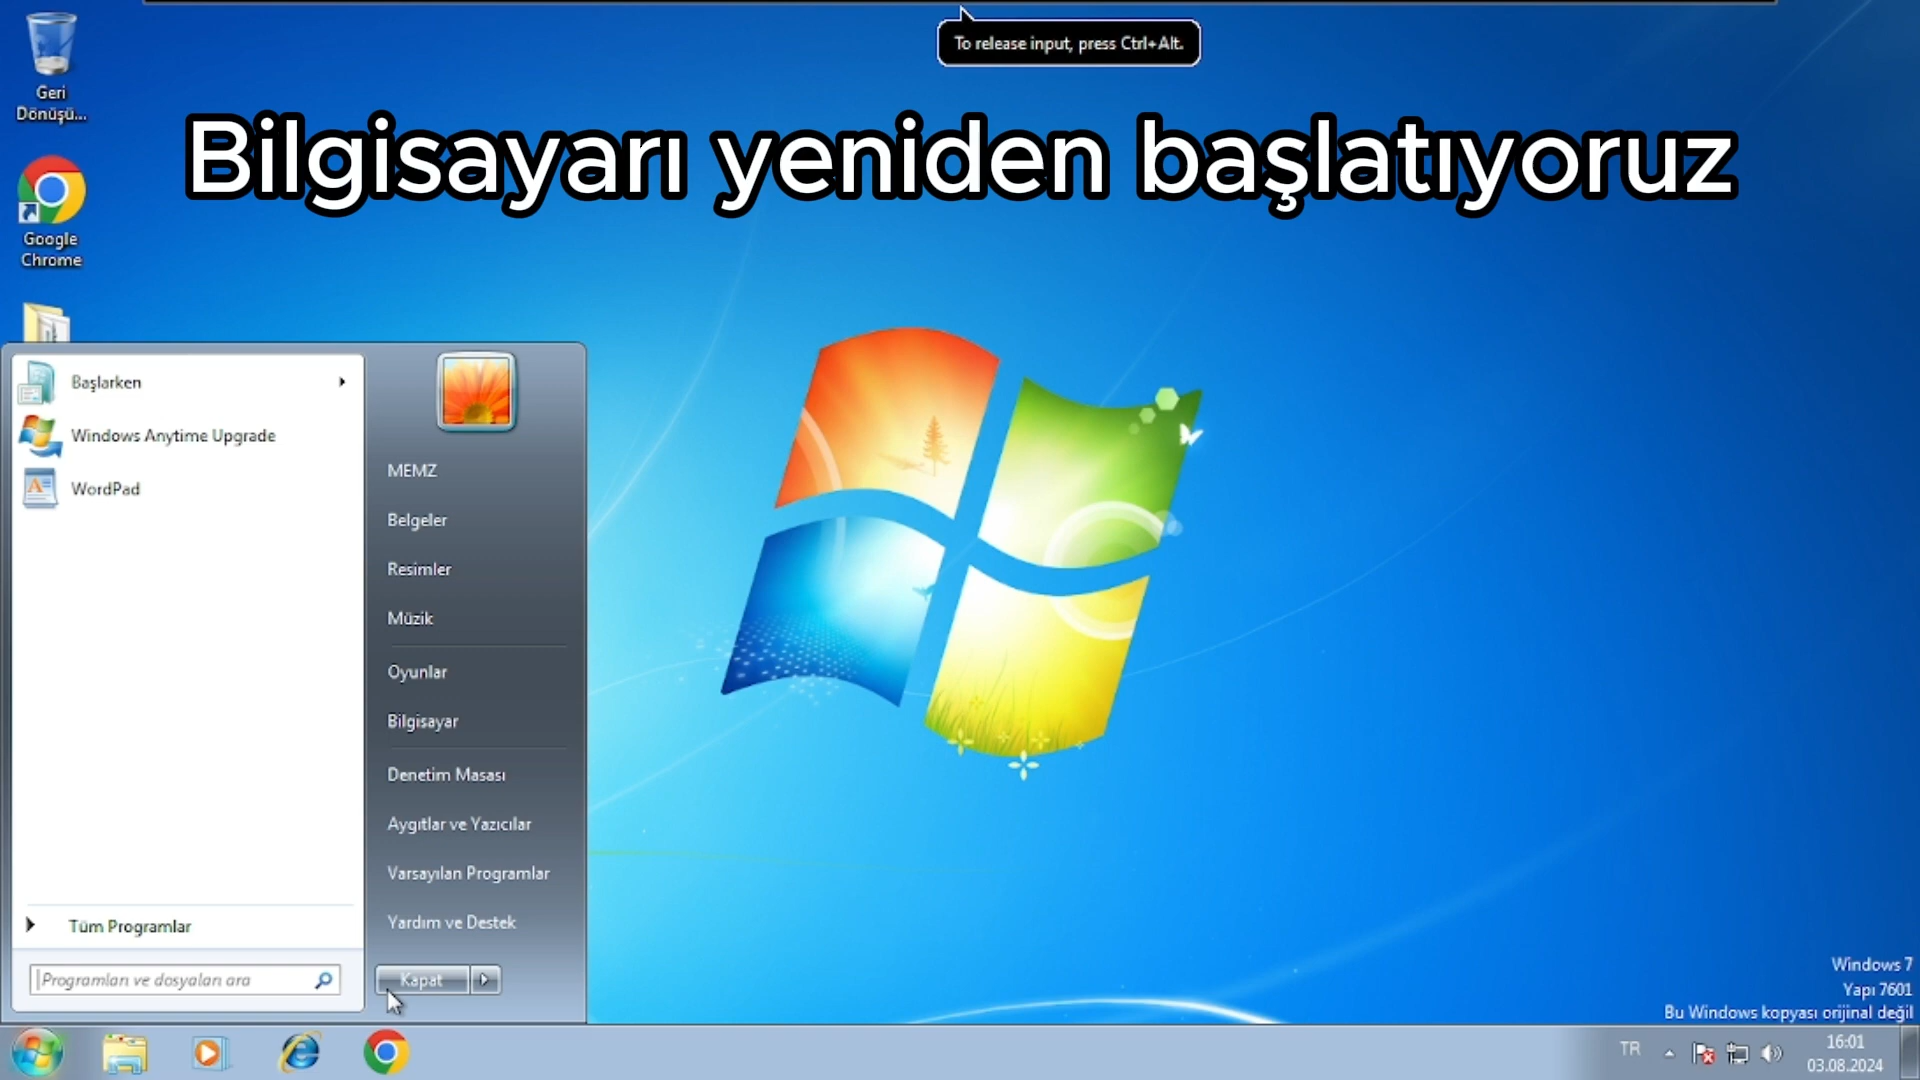 To release input, press Ctrl+Alt.
Geri
Dönüşü...
Bilgisayarı yeniden başlatıyoruz
Google
Chrome
Başlarken
Windows Anytime Upgrade
WordPad
MEMZ
Belgeler
Resimler
Müzik
Oyunlar
Bilgisayar
Denetim Masası
Aygıtlar ve Yazıcılar
Varsayılan Programlar
Yardım ve Destek
Tüm Programlar
Programları ve dosyaları ara
Kapat
Windows 7
Yapı 7601
Bu Windows kopyası orijinal değil
TR
16:01
03.08.2024